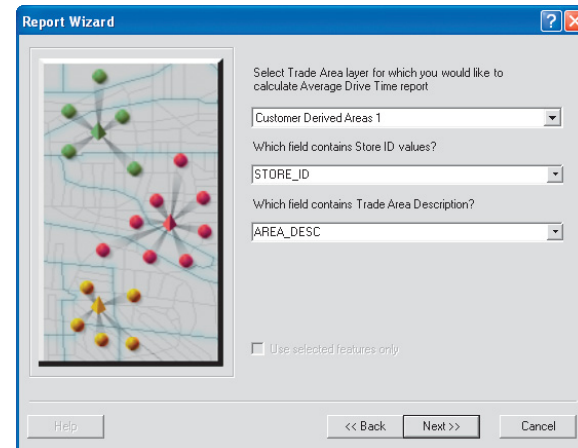 Report Wizard
Select Trade Area layer for which you would like to
calculate Average Drive Time report
Customer Derived Areas 1
Which field contains Store ID values?
STORE_ID
Which field contains Trade Area Description?
AREA_DESC
Use selected features only
Help
<< Back
Next >>
Cancel